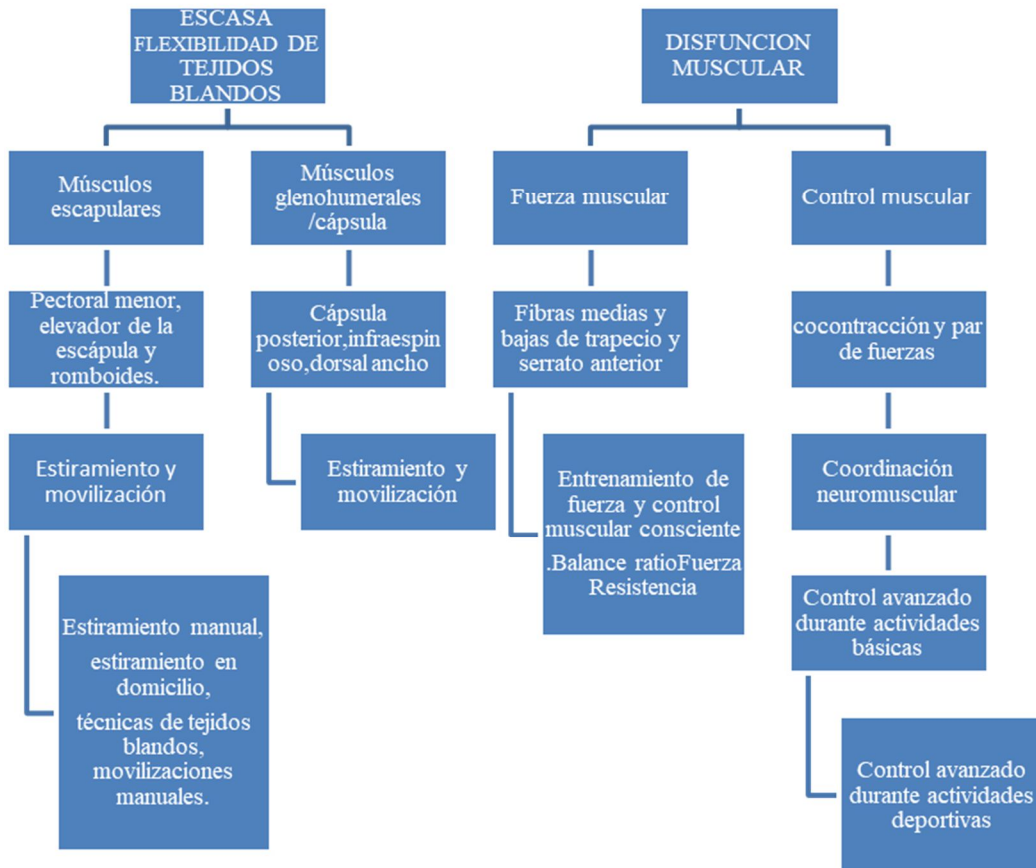 ESCASA
FLEXIBILIDAD DE
TEJIDOS
BLANDOS
Músculos
escapulares
Pectoral menor,
elevador de la
escápula y
romboides.
Estiramiento y
movilización
Estiramiento manual,
estiramiento en
domicilio,
técnicas de tejidos
blandos,
movilizaciones
manuales.
Músculos
glenohumerales
/cápsula
Cápsula
posterior,infraespin
oso,dorsal ancho
Estiramiento y
movilización
DISFUNCION
MUSCULAR
Fuerza muscular
Fibras medias y
bajas de trapecio y
serrato anterior
Entrenamiento de
fuerza y control
muscular consciente
.Balance ratioFuerza
Resistencia
Control muscular
cocontracción y par
de fuerzas
Coordinación
neuromuscular
Control avanzado
durante actividades
básicas
Control avanzado
durante actividades
deportivas